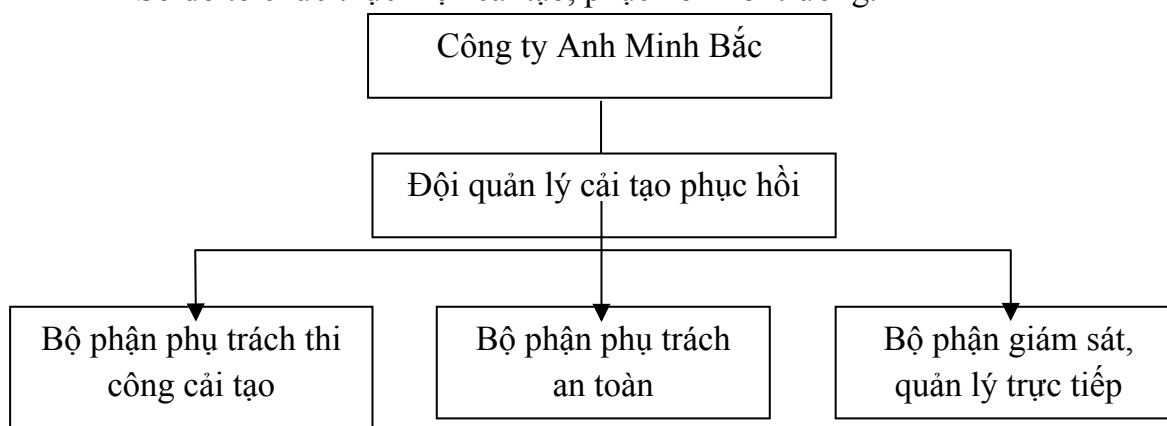 Công ty Anh Minh Bắc
Đội quản lý cải tạo phục hồi
Bộ phận phụ trách thi
công cải tạo
Bộ phận phụ trách
an toàn
Bộ phận giám sát,
quản lý trực tiếp